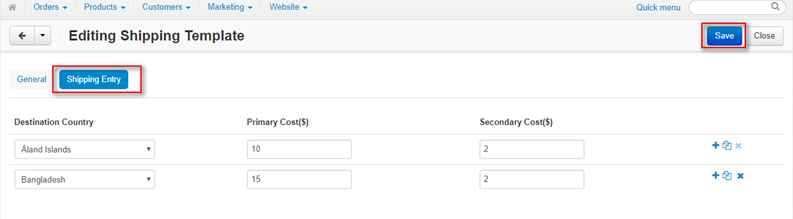 Orders Products Customers Marketing Website Quick menu
Editing Shipping Template Save Close
General Shipping Entry
Destination Country Primary Cost($) Secondary Cost($)
Åland Islands 10 2
Bangladesh 15 2